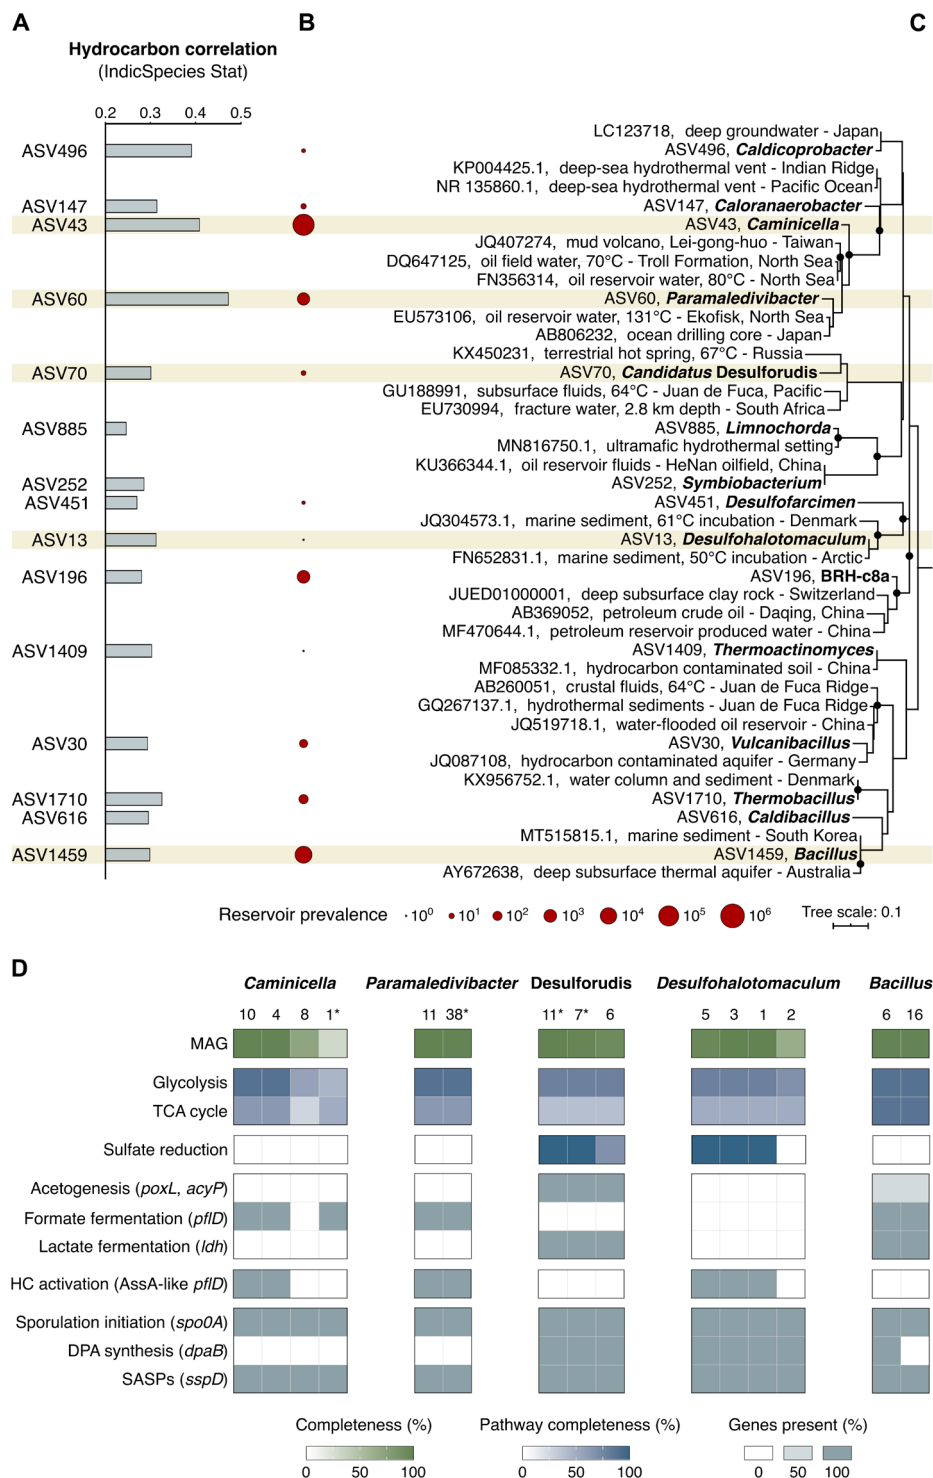 A
B
C
Hydrocarbon correlation
(IndicSpecies Stat)
0.2 0.3 0.4 0.5
LC123718, deep groundwater - Japan
ASV496 ASV496, Caldicoprobacter
KP004425.1, deep-sea hydrothermal vent - Indian Ridge
NR 135860.1, deep-sea hydrothermal vent - Pacific Ocean
ASV147 ASV147, Caloranaerobacter
ASV43 ASV43, Caminicella
JQ407274, mud volcano, Lei-gong-huo - Taiwan
DQ647125, oil field water, 70°C - Troll Formation, North Sea
FN356314, oil reservoir water, 80°C - North Sea
ASV60 ASV60, Paramaledivibacter
EU573106, oil reservoir water, 131°C - Ekofisk, North Sea
AB806232, ocean drilling core - Japan
KX450231, terrestrial hot spring, 67°C - Russia
ASV70 ASV70, Candidatus Desulforudis
GU188991, subsurface fluids, 64°C - Juan de Fuca, Pacific
EU730994, fracture water, 2.8 km depth - South Africa
ASV885 ASV885, Limnochorda
MN816750.1, ultramafic hydrothermal setting
KU366344.1, oil reservoir fluids - HeNan oilfield, China
ASV252 ASV252, Symbiobacterium
ASV451 ASV451, Desulfofarcimen
JQ304573.1, marine sediment, 61°C incubation - Denmark
ASV13 ASV13, Desulfohalotomaculum
FN652831.1, marine sediment, 50°C incubation - Arctic
ASV196 ASV196, BRH-c8a
JUED01000001, deep subsurface clay rock - Switzerland
AB369052, petroleum crude oil - Daqing, China
MF470644.1, petroleum reservoir produced water - China
ASV1409 ASV1409, Thermoactinomyces
MF085332.1, hydrocarbon contaminated soil - China
AB260051, crustal fluids, 64°C - Juan de Fuca Ridge
GQ267137.1, hydrothermal sediments - Juan de Fuca Ridge
JQ519718.1, water-flooded oil reservoir - China
ASV30 ASV30, Vulcanibacillus
JQ087108, hydrocarbon contaminated aquifer - Germany
KX956752.1, water column and sediment - Denmark
ASV1710 ASV1710, Thermobacillus
ASV616 ASV616, Caldibacillus
MT515815.1, marine sediment - South Korea
ASV1459 ASV1459, Bacillus
AY672638, deep subsurface thermal aquifer - Australia
Reservoir prevalence 10⁰ 10¹ 10² 10³ 10⁴ 10⁵ 10⁶ Tree scale: 0.1
D
Caminicella Paramaledivibacter Desulforudis Desulfohalotomaculum Bacillus
10 4 8 1* 11 38* 11* 7* 6 5 3 1 2 6 16
MAG
Glycolysis
TCA cycle
Sulfate reduction
Acetogenesis (poxL, acyP)
Formate fermentation (pflD)
Lactate fermentation (ldh)
HC activation (AssA-like pflD)
Sporulation initiation (spo0A)
DPA synthesis (dpaB)
SASPs (sspD)
Completeness (%) Pathway completeness (%) Genes present (%)
0 50 100 0 50 100 0 50 100